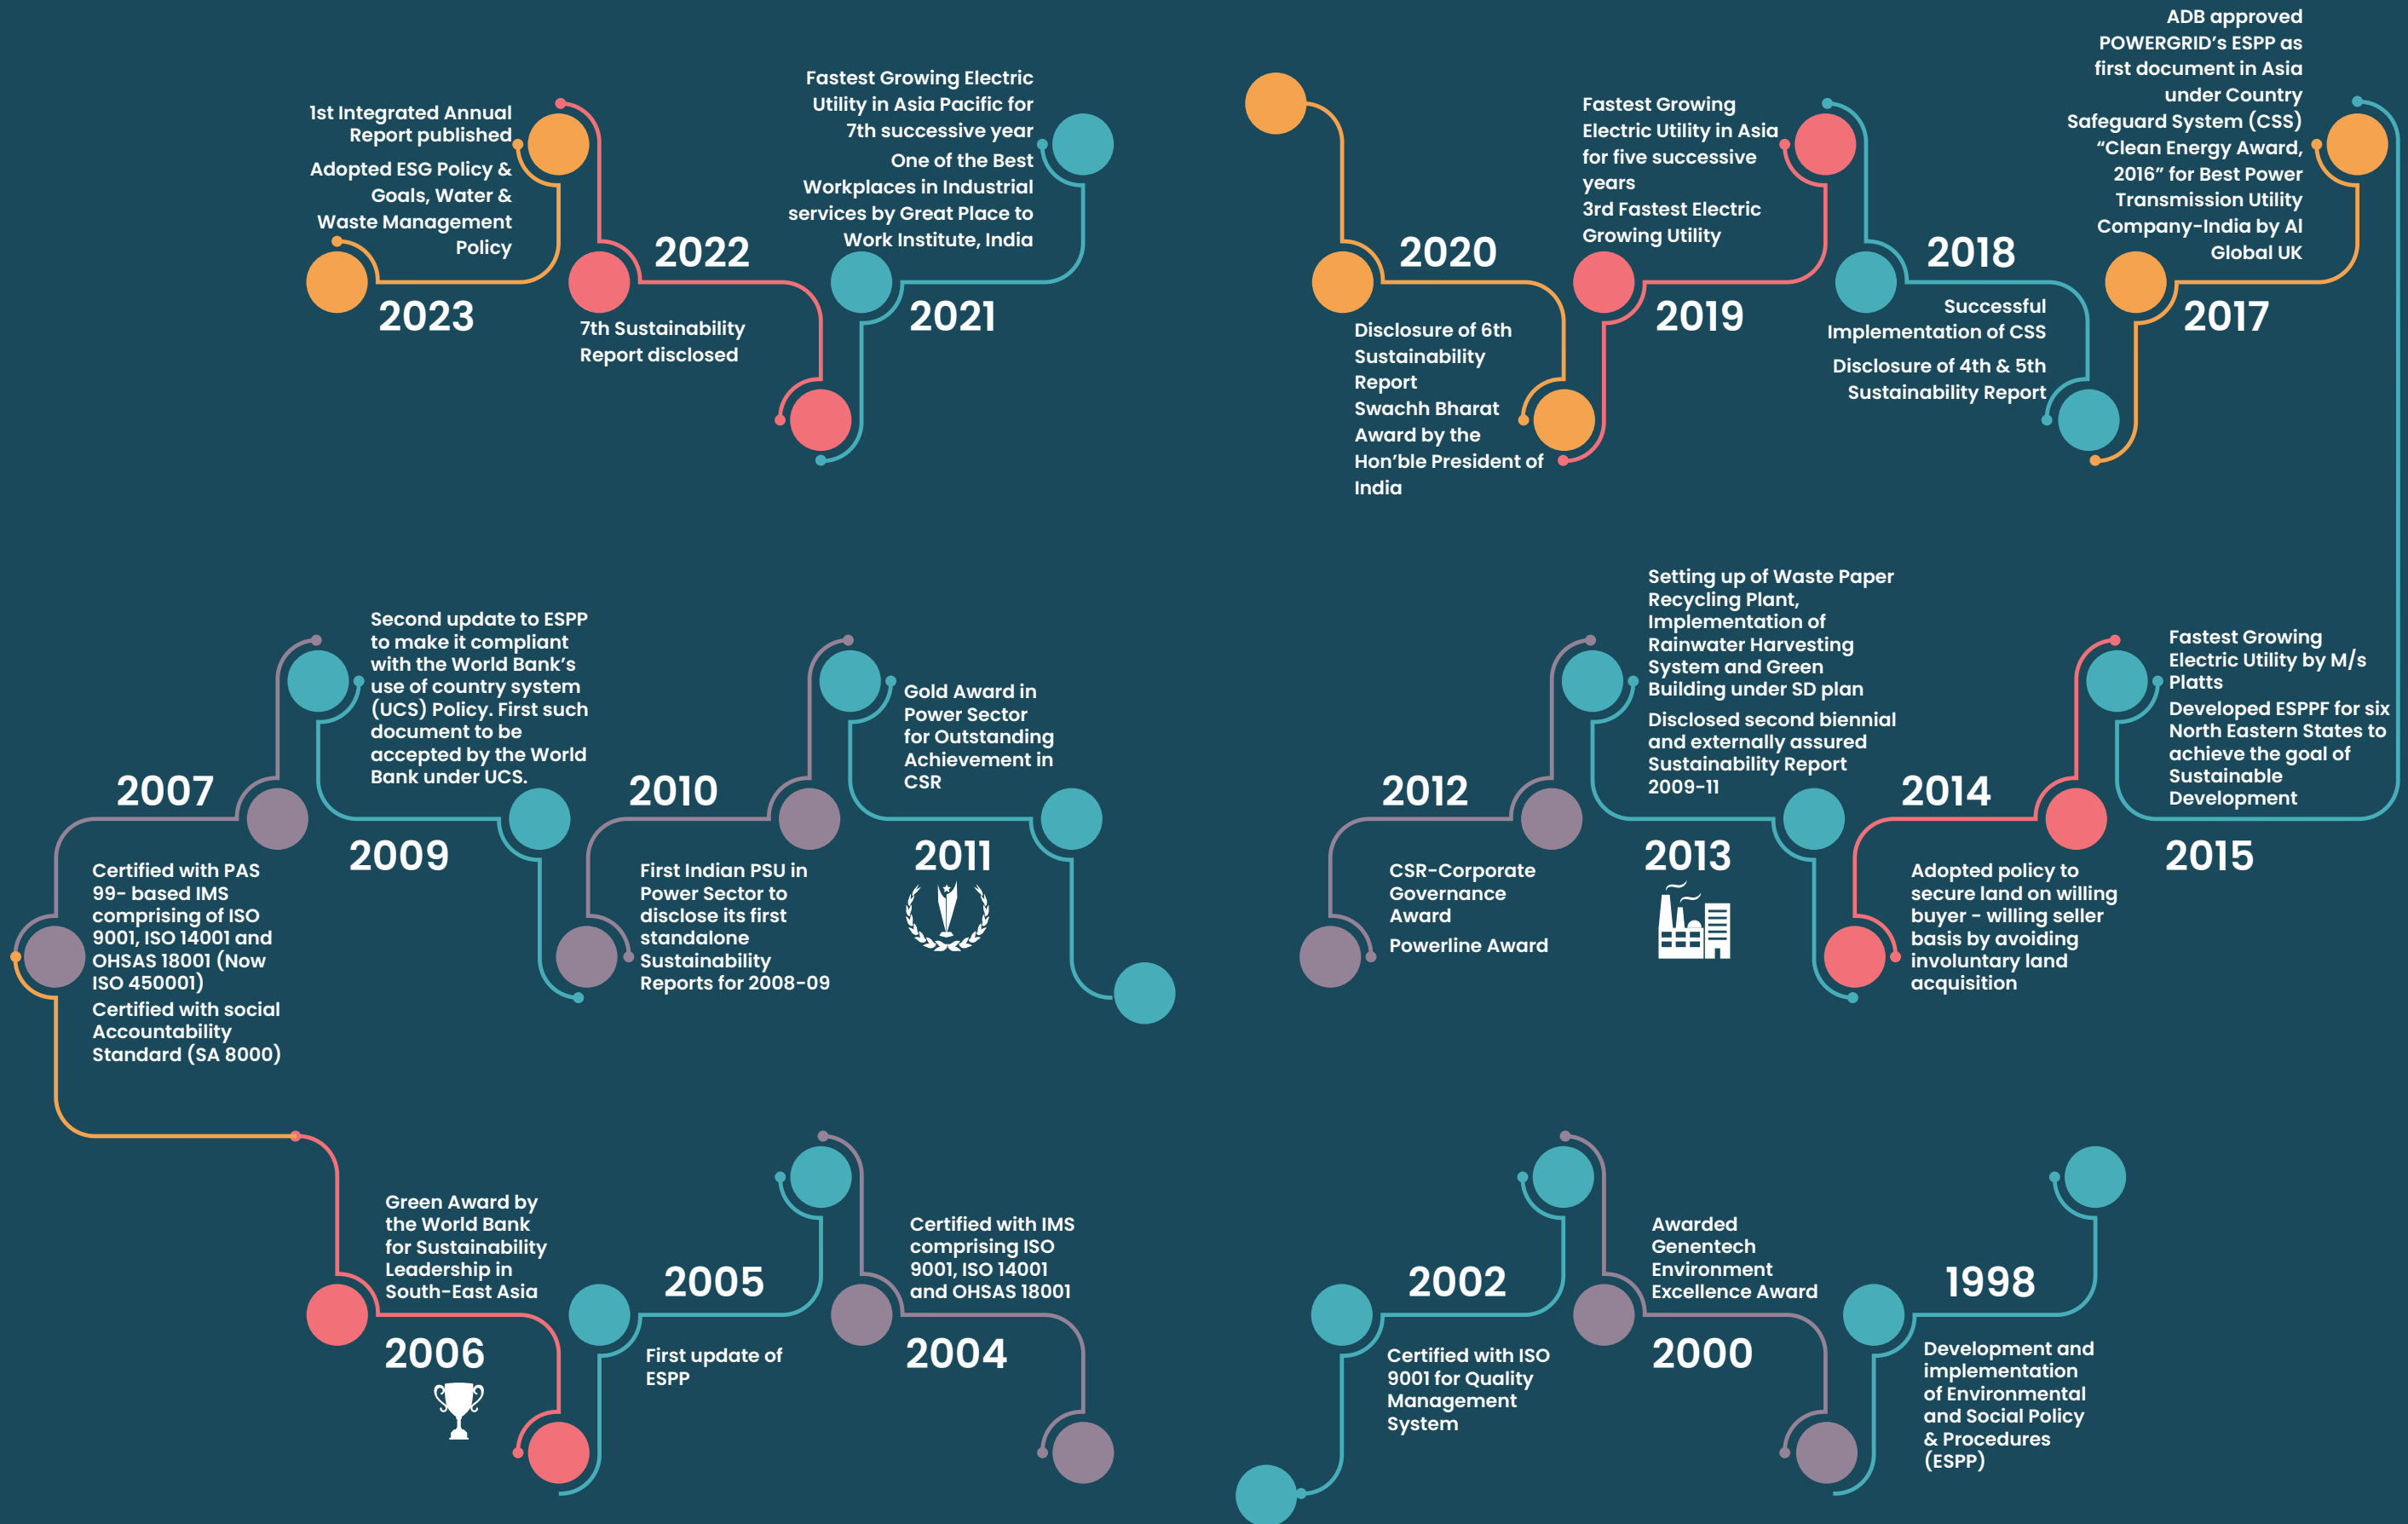 1st Integrated Annual
Report published
Adopted ESG Policy &
Goals, Water &
Waste Management
Policy
2023
2022
7th Sustainability
Report disclosed
Fastest Growing Electric
Utility in Asia Pacific for
7th successive year
One of the Best
Workplaces in Industrial
services by Great Place to
Work Institute, India
2021
2020
Disclosure of 6th
Sustainability
Report
Swachh Bharat
Award by the
Hon’ble President of
India
Fastest Growing
Electric Utility in Asia
for five successive
years
3rd Fastest Electric
Growing Utility
2019
2018
Successful
Implementation of CSS
Disclosure of 4th & 5th
Sustainability Report
ADB approved
POWERGRID’s ESPP as
first document in Asia
under Country
Safeguard System (CSS)
“Clean Energy Award,
2016” for Best Power
Transmission Utility
Company-India by Al
Global UK
2017
2007
Certified with PAS
99- based IMS
comprising of ISO
9001, ISO 14001 and
OHSAS 18001 (Now
ISO 450001)
Certified with social
Accountability
Standard (SA 8000)
Second update to ESPP
to make it compliant
with the World Bank’s
use of country system
(UCS) Policy. First such
document to be
accepted by the World
Bank under UCS.
2009
2010
First Indian PSU in
Power Sector to
disclose its first
standalone
Sustainability
Reports for 2008-09
Gold Award in
Power Sector
for Outstanding
Achievement in
CSR
2011
2012
CSR-Corporate
Governance
Award
Powerline Award
Setting up of Waste Paper
Recycling Plant,
Implementation of
Rainwater Harvesting
System and Green
Building under SD plan
Disclosed second biennial
and externally assured
Sustainability Report
2009-11
2013
2014
Adopted policy to
secure land on willing
buyer - willing seller
basis by avoiding
involuntary land
acquisition
Fastest Growing
Electric Utility by M/s
Platts
Developed ESPPF for six
North Eastern States to
achieve the goal of
Sustainable
Development
2015
Green Award by
the World Bank
for Sustainability
Leadership in
South-East Asia
2006
2005
First update of
ESPP
Certified with IMS
comprising ISO
9001, ISO 14001
and OHSAS 18001
2004
2002
Certified with ISO
9001 for Quality
Management
System
Awarded
Genentech
Environment
Excellence Award
2000
1998
Development and
implementation
of Environmental
and Social Policy
& Procedures
(ESPP)